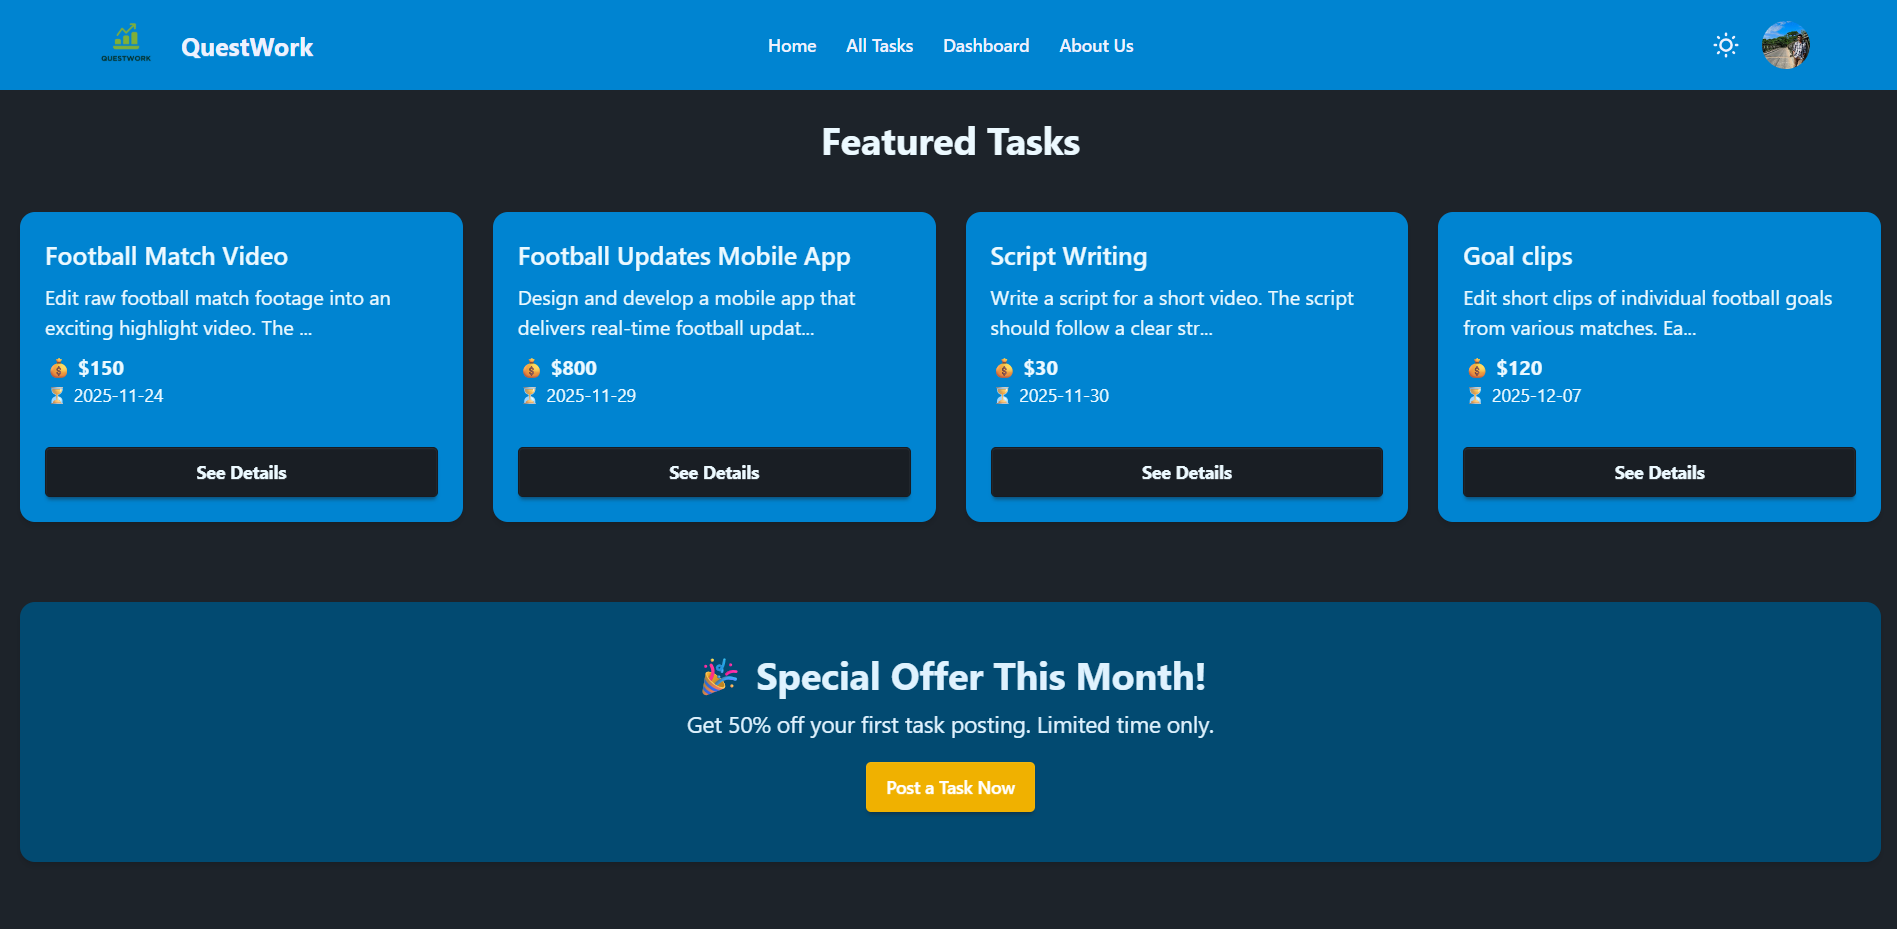 QUESTWORK
QuestWork
Home
All Tasks
Dashboard
About Us
Featured Tasks
Football Match Video
Edit raw football match footage into an
exciting highlight video. The ...
💰 $150
⏳ 2025-11-24
See Details
Football Updates Mobile App
Design and develop a mobile app that
delivers real-time football updat...
💰 $800
⏳ 2025-11-29
See Details
Script Writing
Write a script for a short video. The script
should follow a clear str...
💰 $30
⏳ 2025-11-30
See Details
Goal clips
Edit short clips of individual football goals
from various matches. Ea...
💰 $120
⏳ 2025-12-07
See Details
🎉 Special Offer This Month!
Get 50% off your first task posting. Limited time only.
Post a Task Now